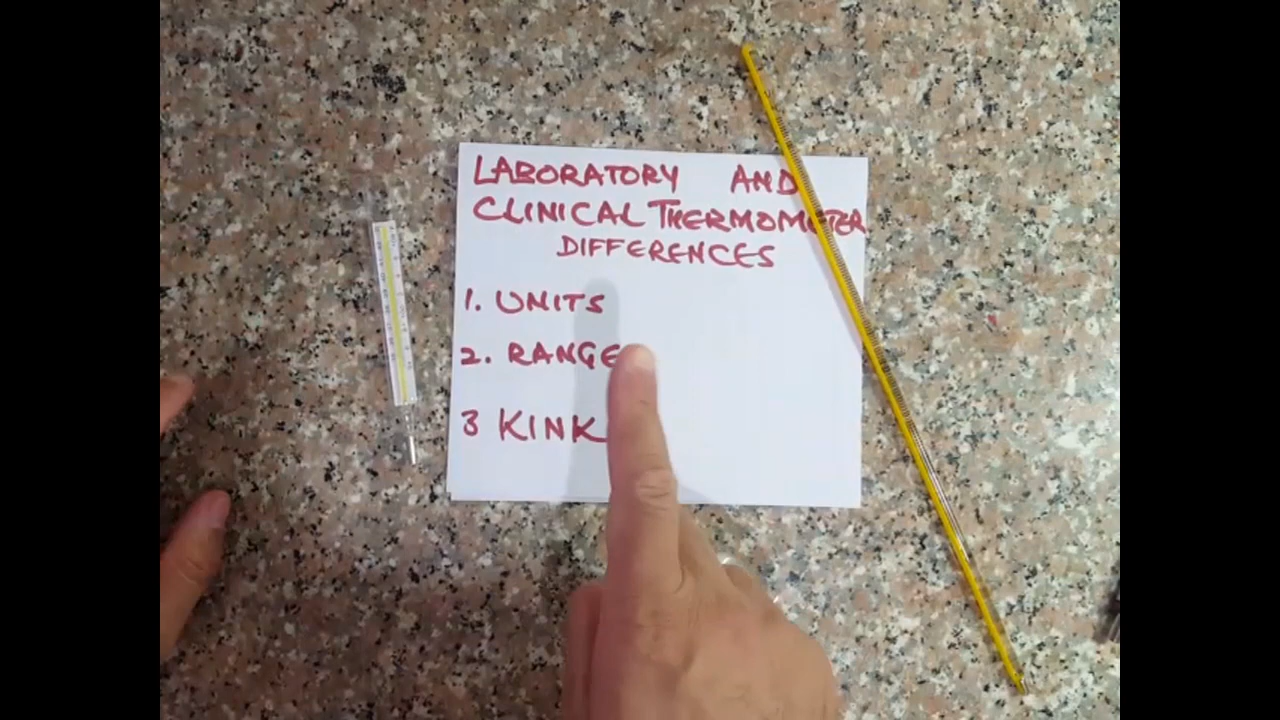 LABORATORY AND
CLINICAL THERMOMETER
DIFFERENCES
1. UNITS
2. RANGE
3 KINK